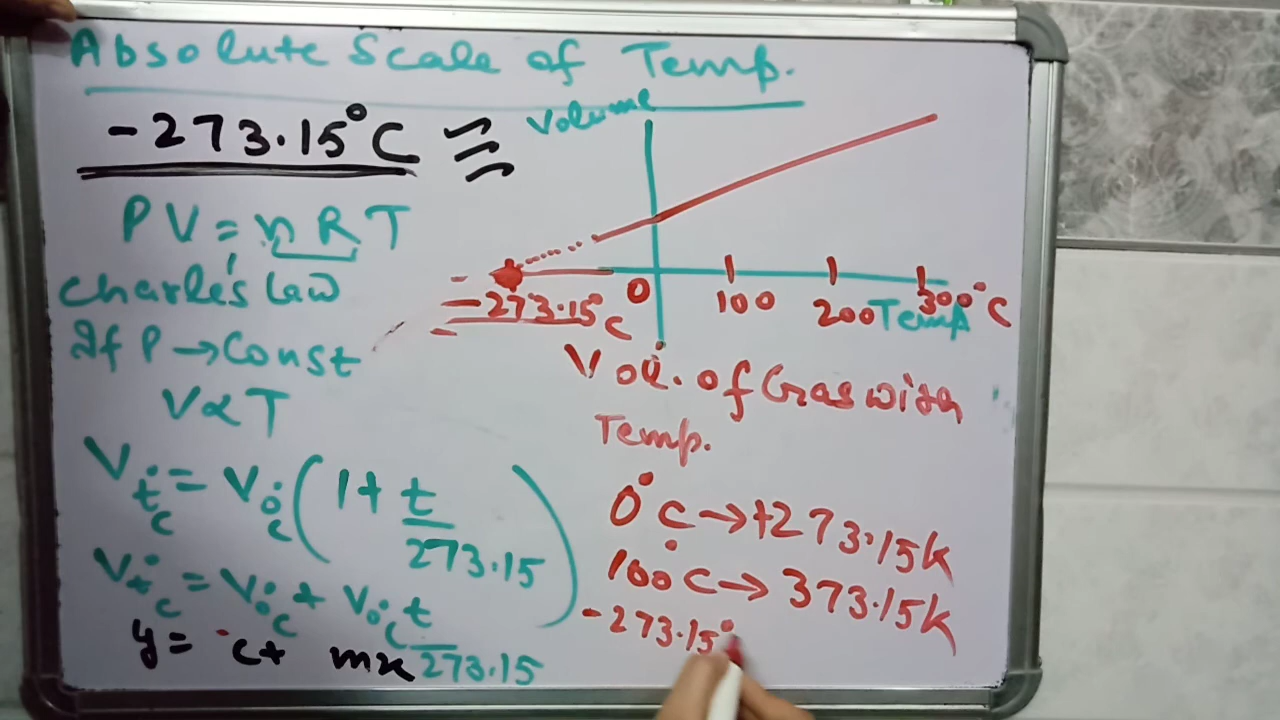 Absolute Scale of Temp.
-273.15°C
PV = nRT
Charle's Law
If P → Const
V ∝ T
Vt°C = V0°C (1 + t/273.15)
Vt°C = V0°C + V0°C t/273.15
y = c + mx
Volume
-273.15°C
0 100 200 300°C
Temp
Vol. of Gas with
Temp.
0°C → +273.15k
100°C → 373.15k
-273.15°